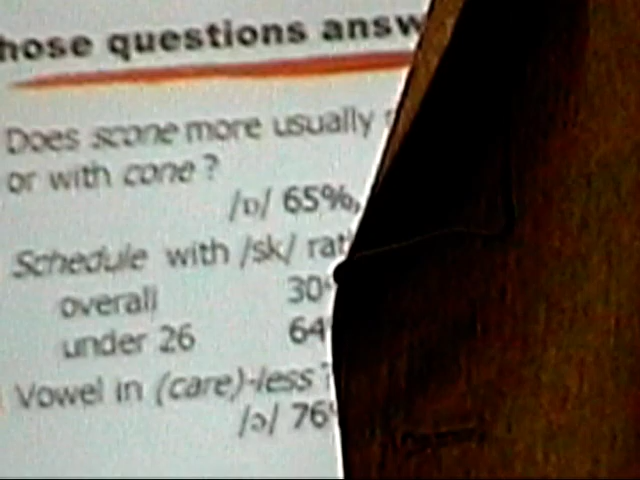 hose questions answ
Does scone more usually
or with cone ?
/ɒ/ 65%,
Schedule with /sk/ rat
overall 30
under 26 64
Vowel in (care)-less ?
/ɔ/ 76